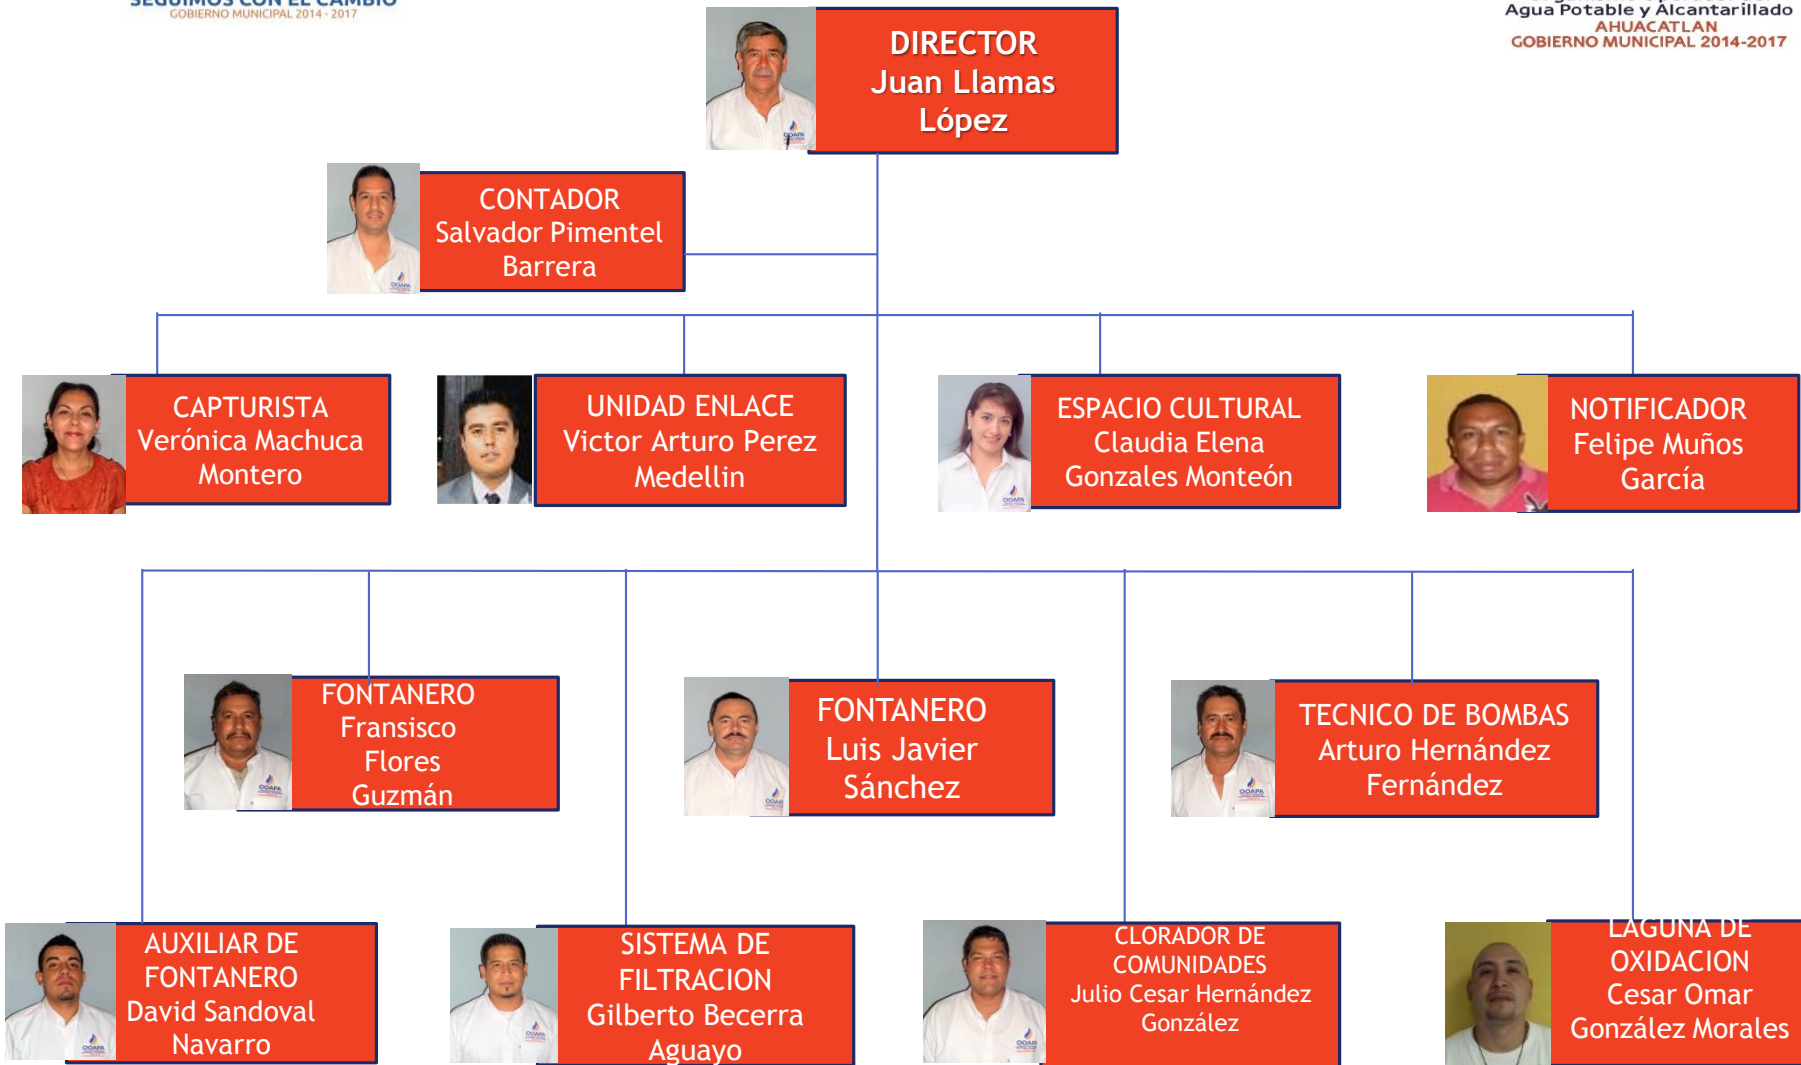 SEGUIMOS CON EL CAMBIO
GOBIERNO MUNICIPAL 2014 - 2017
Agua Potable y Alcantarillado
AHUACATLAN
GOBIERNO MUNICIPAL 2014-2017
DIRECTOR
Juan Llamas
López
CONTADOR
Salvador Pimentel
Barrera
CAPTURISTA
Verónica Machuca
Montero
UNIDAD ENLACE
Victor Arturo Perez
Medellin
ESPACIO CULTURAL
Claudia Elena
Gonzales Monteón
NOTIFICADOR
Felipe Muños
García
FONTANERO
Fransisco
Flores
Guzmán
FONTANERO
Luis Javier
Sánchez
TECNICO DE BOMBAS
Arturo Hernández
Fernández
AUXILIAR DE
FONTANERO
David Sandoval
Navarro
SISTEMA DE
FILTRACION
Gilberto Becerra
Aguayo
CLORADOR DE
COMUNIDADES
Julio Cesar Hernández
González
LAGUNA DE
OXIDACION
Cesar Omar
González Morales